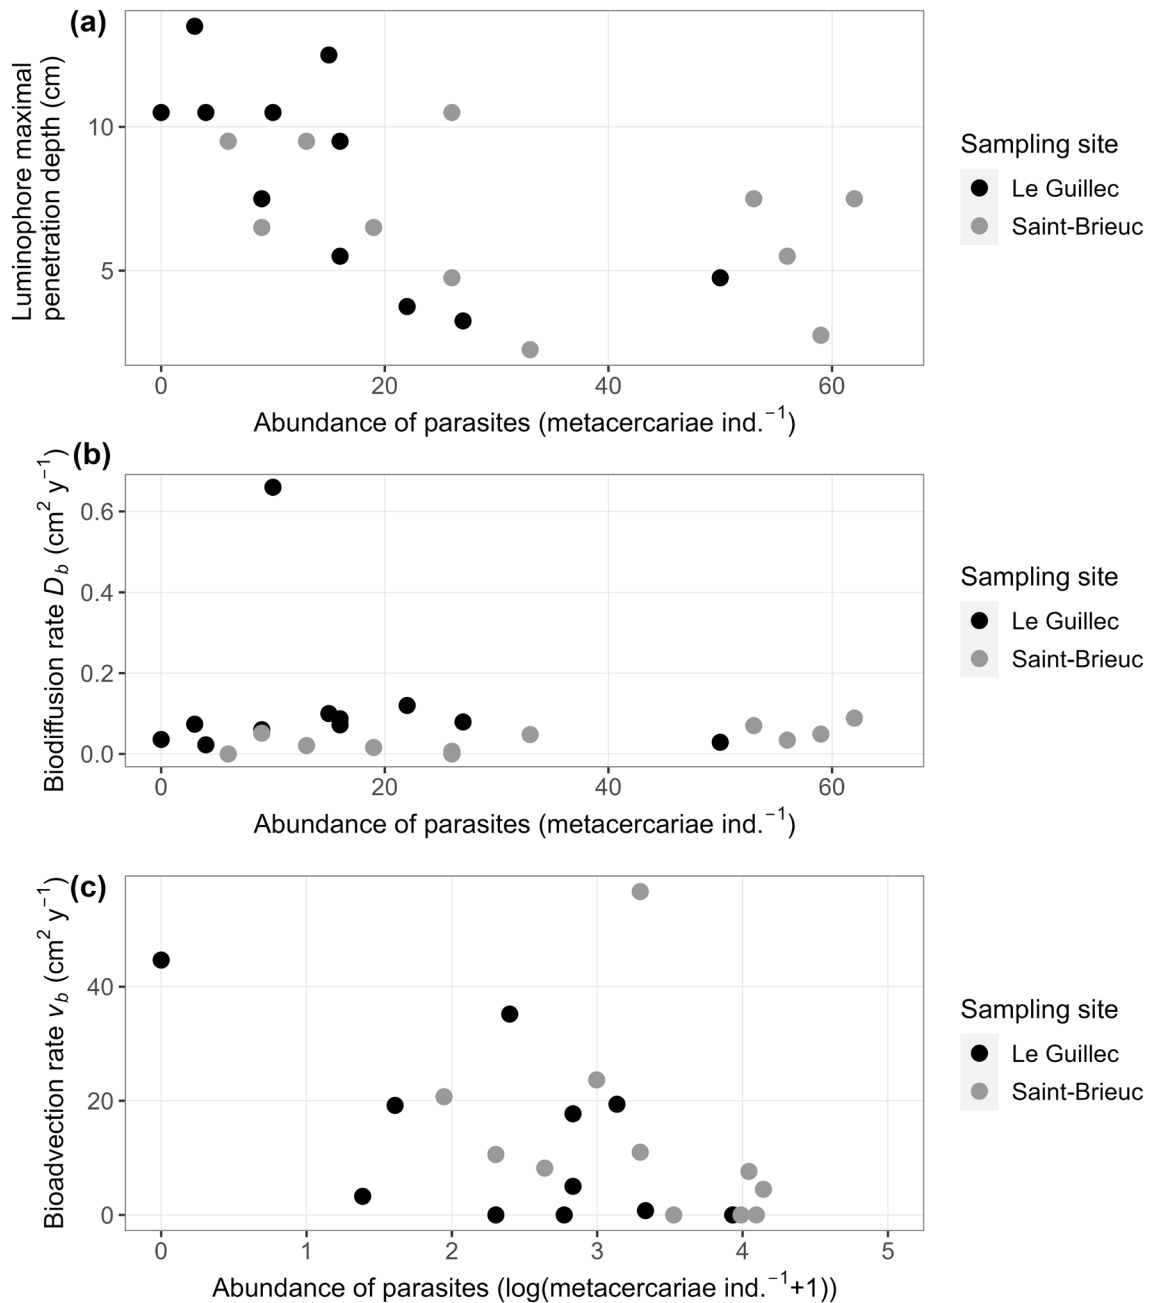 (a)
Luminophore maximal
penetration depth (cm)
10
5
0 20 40 60
Abundance of parasites (metacercariae ind.⁻¹)
Sampling site
Le Guillec
Saint-Brieuc
(b)
Biodiffusion rate D_b (cm² y⁻¹)
0.6
0.4
0.2
0.0
0 20 40 60
Abundance of parasites (metacercariae ind.⁻¹)
Sampling site
Le Guillec
Saint-Brieuc
(c)
Bioadvection rate v_b (cm² y⁻¹)
40
20
0
0 1 2 3 4 5
Abundance of parasites (log(metacercariae ind.⁻¹+1))
Sampling site
Le Guillec
Saint-Brieuc